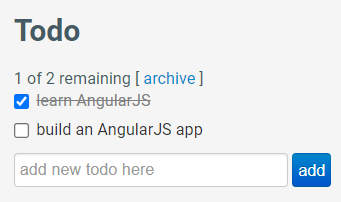 Todo
1 of 2 remaining [ archive ]
learn AngularJS
build an AngularJS app
add new todo here
add